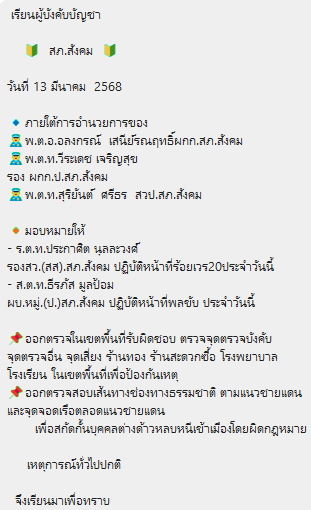 เรียนผู้บังคับบัญชา
🔰 สภ.สังคม 🔰
วันที่ 13 มีนาคม 2568
🔹ภายใต้การอำนวยการของ
👮‍♂️พ.ต.อ.อลงกรณ์ เสนีย์รณฤทธิ์ผกก.สภ.สังคม
👮‍♂️พ.ต.ท.วีระเดช เจริญสุข
รอง ผกก.ป.สภ.สังคม
👮‍♂️พ.ต.ท.สุริยันต์ ศรีธร สวป.สภ.สังคม
🔸มอบหมายให้
- ร.ต.ท.ประกาศิต นุลละวงศ์
รองสว.(สส).สภ.สังคม ปฏิบัติหน้าที่ร้อยเวร20ประจำวันนี้
- ส.ต.ท.ธีรภัส มูลป้อม
ผบ.หมู่.(ป.)สภ.สังคม ปฏิบัติหน้าที่พลขับ ประจำวันนี้
📌ออกตรวจในเขตพื้นที่รับผิดชอบ ตรวจจุดตรวจบังคับ
จุดตรวจอื่น จุดเสี่ยง ร้านทอง ร้านสะดวกซื้อ โรงพยาบาล
โรงเรียน ในเขตพื้นที่เพื่อป้องกันเหตุ
📌ออกตรวจสอบเส้นทางช่องทางธรรมชาติ ตามแนวชายแดน
และจุดจอดเรือตลอดแนวชายแดน
เพื่อสกัดกั้นบุคคลต่างด้าวหลบหนีเข้าเมืองโดยผิดกฎหมาย
เหตุการณ์ทั่วไปปกติ
จึงเรียนมาเพื่อทราบ